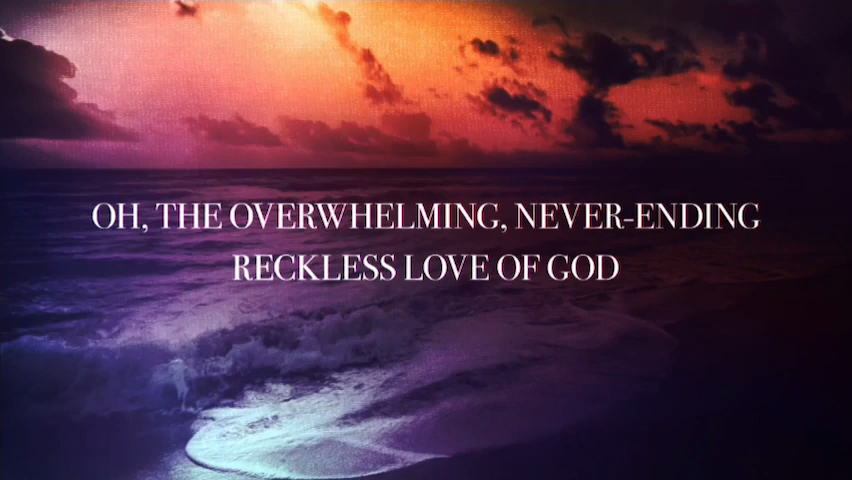 OH, THE OVERWHELMING, NEVER-ENDING
RECKLESS LOVE OF GOD